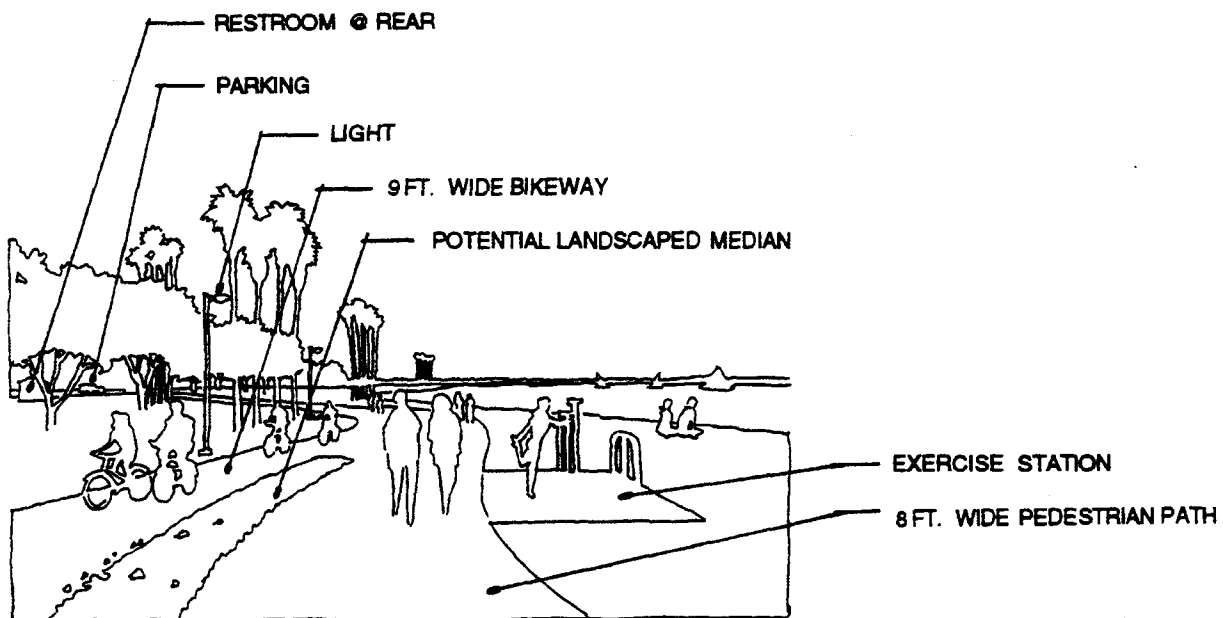 RESTROOM @ REAR
PARKING
LIGHT
9 FT. WIDE BIKEWAY
POTENTIAL LANDSCAPED MEDIAN
EXERCISE STATION
8 FT. WIDE PEDESTRIAN PATH